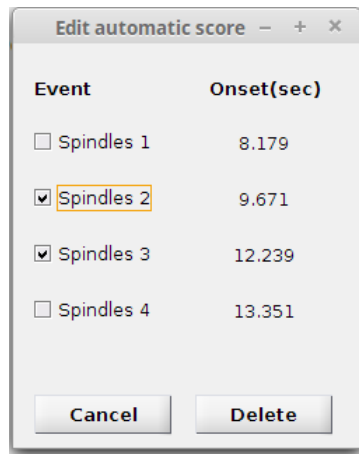 Edit automatic score
Event Onset(sec)
Spindles 1 8.179
Spindles 2 9.671
Spindles 3 12.239
Spindles 4 13.351
Cancel Delete